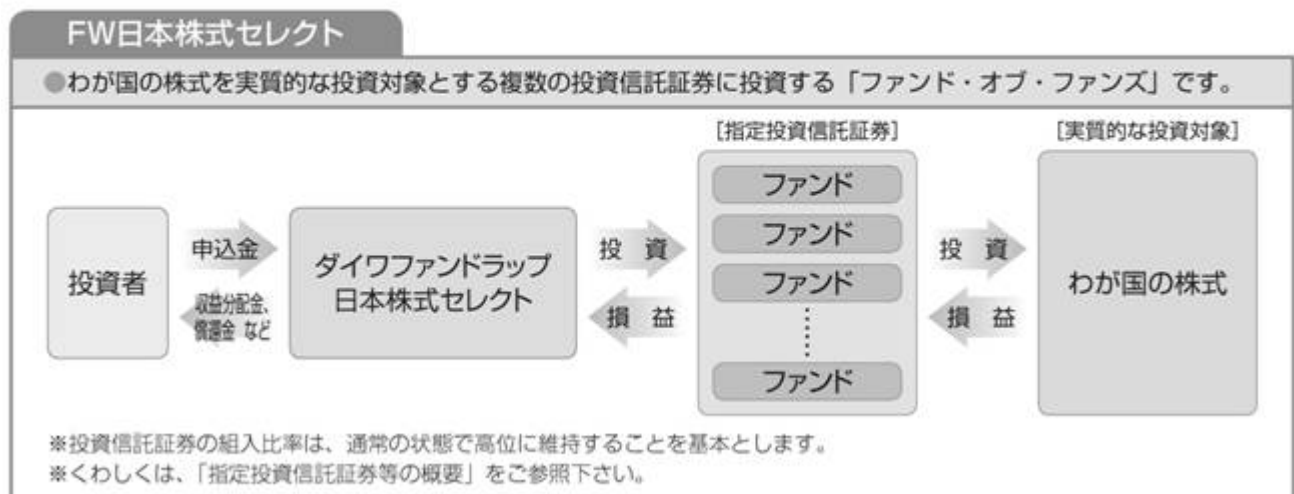 FW日本株式セレクト
●わが国の株式を実質的な投資対象とする複数の投資信託証券に投資する「ファンド・オブ・ファンズ」です。
[指定投資信託証券]
[実質的な投資対象]
投資者
申込金
収益分配金、
償還金 など
ダイワファンドラップ
日本株式セレクト
投 資
損 益
ファンド
ファンド
ファンド
ファンド
投 資
損 益
わが国の株式
※投資信託証券の組入比率は、通常の状態で高位に維持することを基本とします。
※くわしくは、「指定投資信託証券等の概要」をご参照下さい。